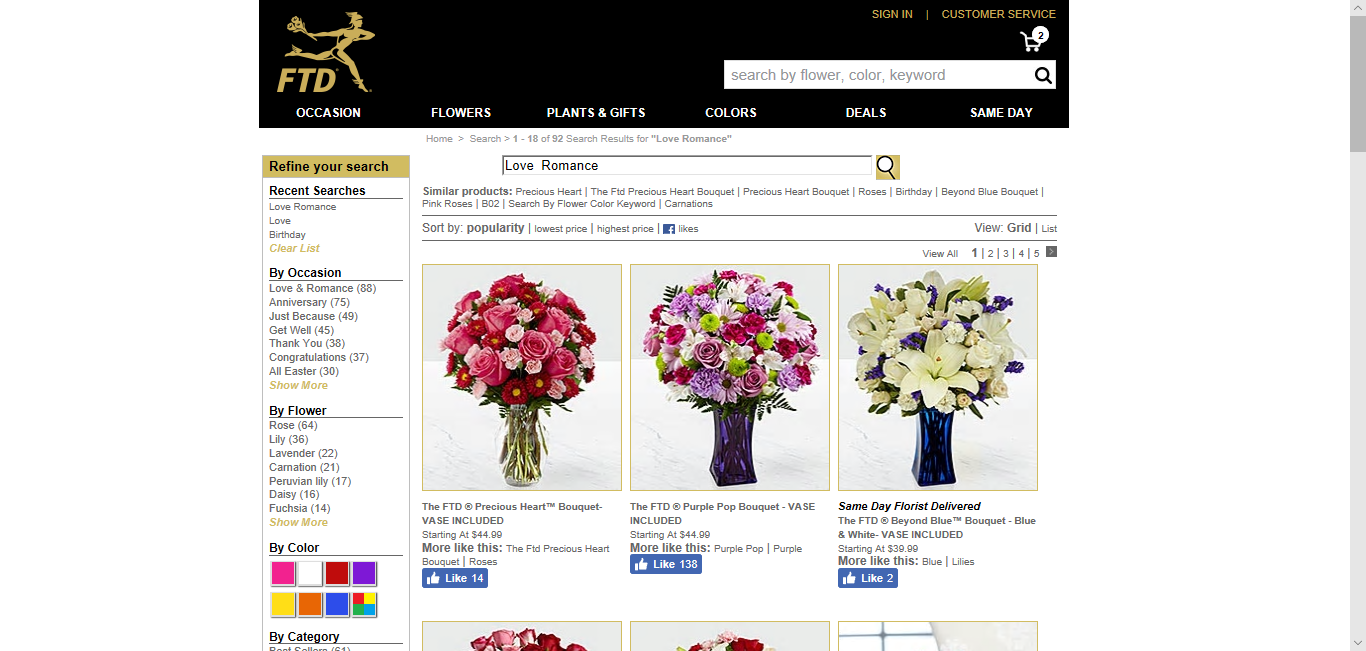 SIGN IN | CUSTOMER SERVICE
2
FTD
search by flower, color, keyword
OCCASION FLOWERS PLANTS & GIFTS COLORS DEALS SAME DAY
Home > Search > 1 - 18 of 92 Search Results for "Love Romance"
Refine your search
Recent Searches
Love Romance
Love
Birthday
Clear List
By Occasion
Love & Romance (88)
Anniversary (75)
Just Because (49)
Get Well (45)
Thank You (38)
Congratulations (37)
All Easter (30)
Show More
By Flower
Rose (64)
Lily (36)
Lavender (22)
Carnation (21)
Peruvian lily (17)
Daisy (16)
Fuchsia (14)
Show More
By Color
By Category
Best Sellers (61)
Love  Romance
Similar products: Precious Heart | The Ftd Precious Heart Bouquet | Precious Heart Bouquet | Roses | Birthday | Beyond Blue Bouquet |
Pink Roses | B02 | Search By Flower Color Keyword | Carnations
Sort by: popularity | lowest price | highest price | f likes
View: Grid | List
View All 1 | 2 | 3 | 4 | 5 >
The FTD ® Precious Heart™ Bouquet-
VASE INCLUDED
Starting At $44.99
More like this: The Ftd Precious Heart
Bouquet | Roses
Like 14
The FTD ® Purple Pop Bouquet - VASE
INCLUDED
Starting At $44.99
More like this: Purple Pop | Purple
Like 138
Same Day Florist Delivered
The FTD ® Beyond Blue™ Bouquet - Blue
& White- VASE INCLUDED
Starting At $39.99
More like this: Blue | Lilies
Like 2